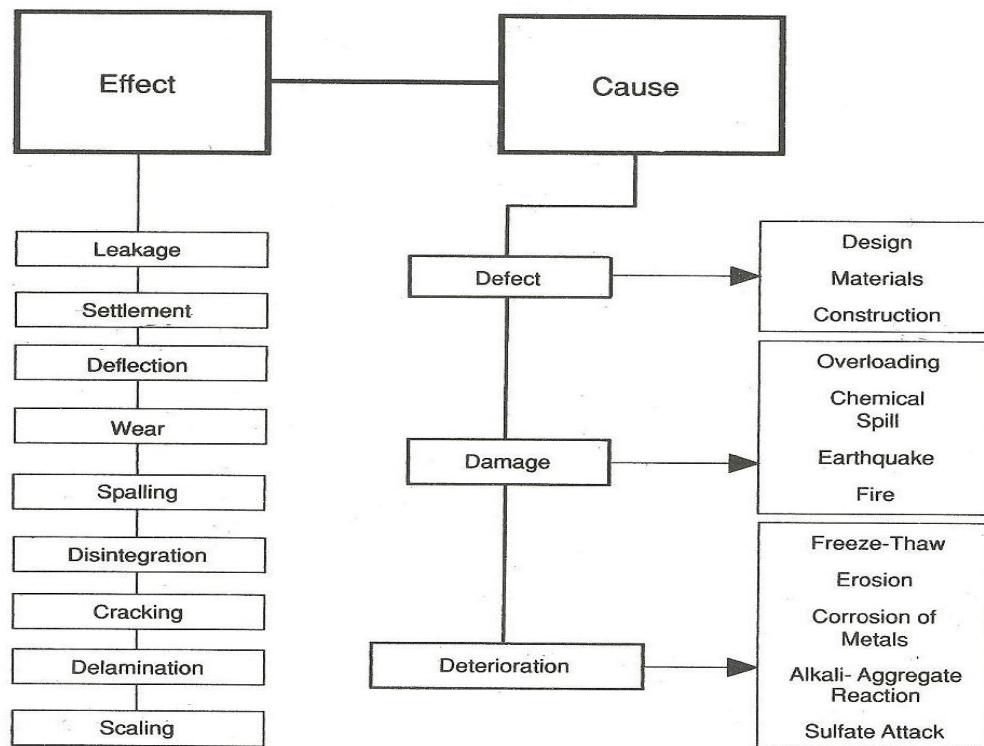 Effect
Cause
Leakage
Settlement
Deflection
Wear
Spalling
Disintegration
Cracking
Delamination
Scaling
Defect
Damage
Deterioration
Design
Materials
Construction
Overloading
Chemical
Spill
Earthquake
Fire
Freeze-Thaw
Erosion
Corrosion of
Metals
Alkali- Aggregate
Reaction
Sulfate Attack